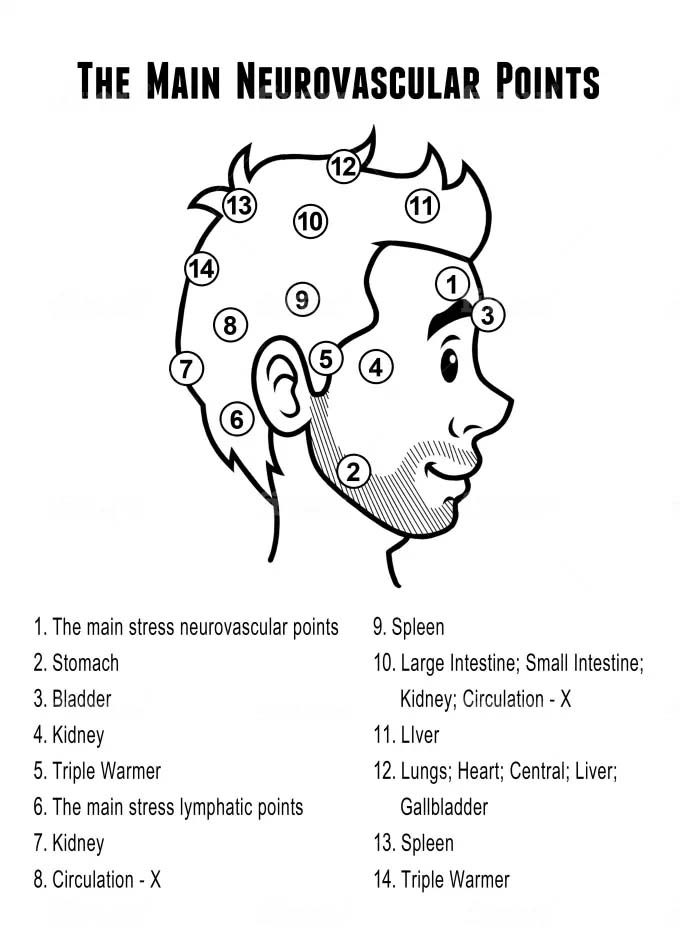 The Main Neurovascular Points
12
13
11
10
14
1
9
3
8
5
4
7
6
2
1. The main stress neurovascular points
2. Stomach
3. Bladder
4. Kidney
5. Triple Warmer
6. The main stress lymphatic points
7. Kidney
8. Circulation - X
9. Spleen
10. Large Intestine; Small Intestine;
Kidney; Circulation - X
11. LIver
12. Lungs; Heart; Central; Liver;
Gallbladder
13. Spleen
14. Triple Warmer